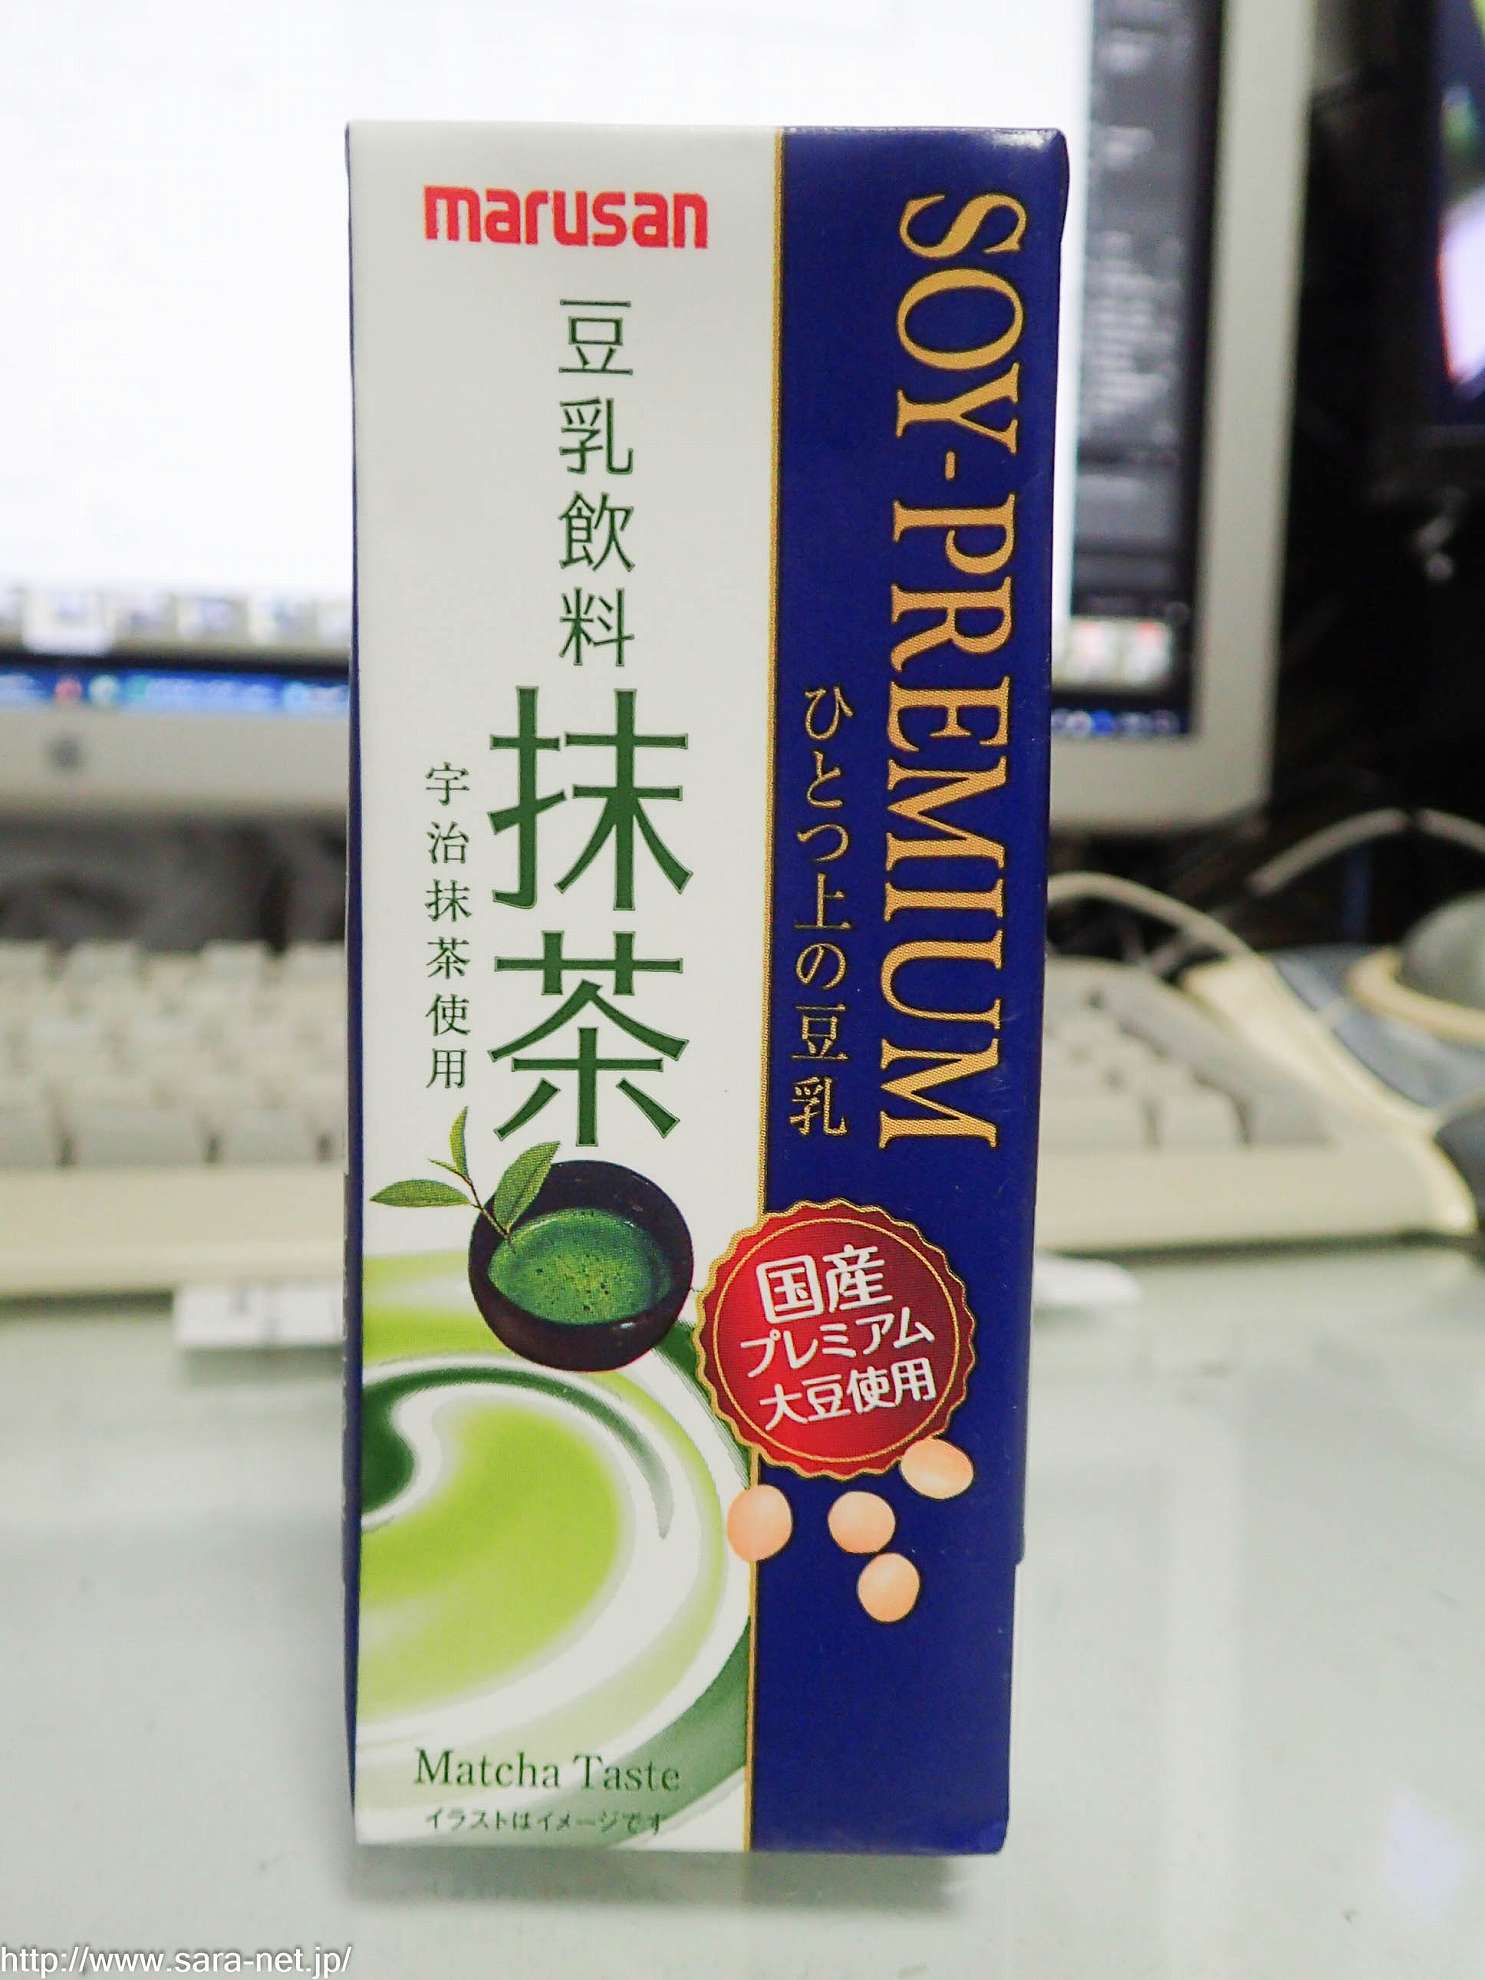 marusan
豆乳飲料
抹茶
宇治抹茶使用
SOY-PREMIUM
ひとつ上の豆乳
国産
プレミアム
大豆使用
Matcha Taste
イラストはイメージです
http://www.sara-net.jp/